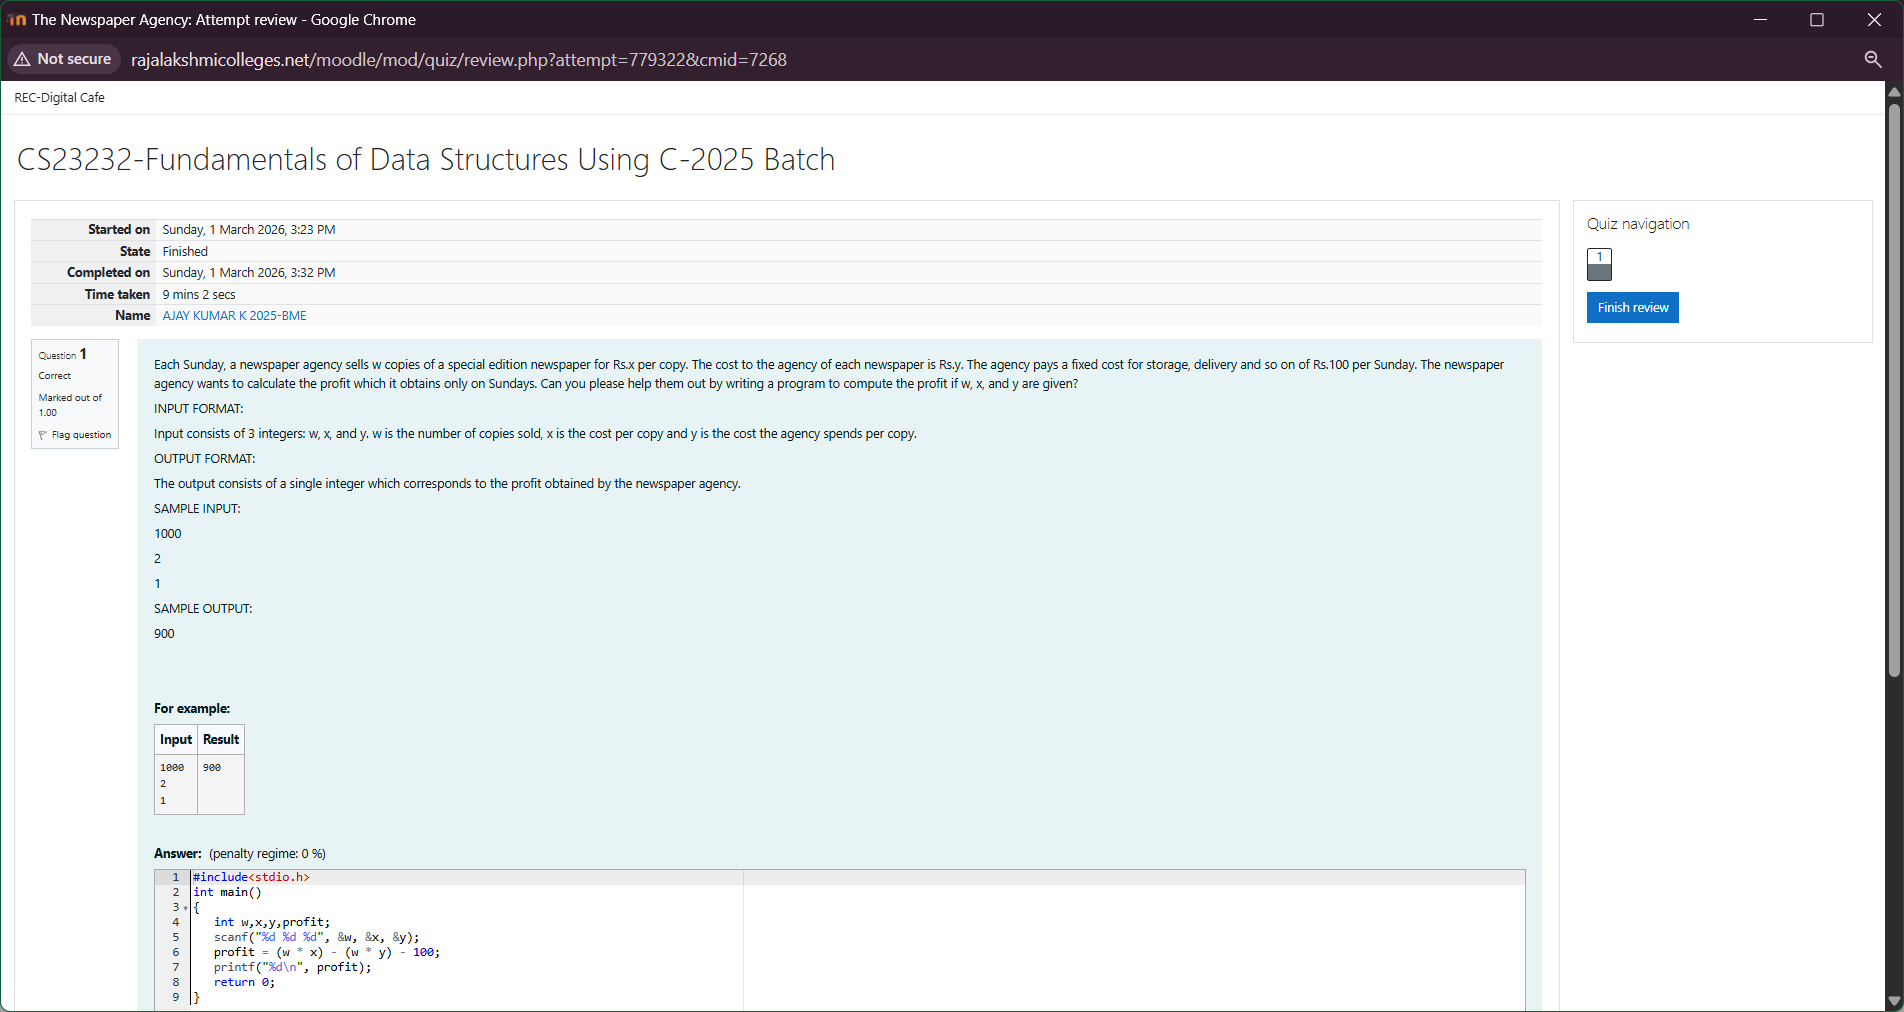 The Newspaper Agency: Attempt review - Google Chrome
Not secure rajalakshmicolleges.net/moodle/mod/quiz/review.php?attempt=779322&cmid=7268
REC-Digital Cafe
CS23232-Fundamentals of Data Structures Using C-2025 Batch
Started on Sunday, 1 March 2026, 3:23 PM
State Finished
Completed on Sunday, 1 March 2026, 3:32 PM
Time taken 9 mins 2 secs
Name AJAY KUMAR K 2025-BME
Question 1
Correct
Marked out of
1.00
Flag question
Each Sunday, a newspaper agency sells w copies of a special edition newspaper for Rs.x per copy. The cost to the agency of each newspaper is Rs.y. The agency pays a fixed cost for storage, delivery and so on of Rs.100 per Sunday. The newspaper
agency wants to calculate the profit which it obtains only on Sundays. Can you please help them out by writing a program to compute the profit if w, x, and y are given?
INPUT FORMAT:
Input consists of 3 integers: w, x, and y. w is the number of copies sold, x is the cost per copy and y is the cost the agency spends per copy.
OUTPUT FORMAT:
The output consists of a single integer which corresponds to the profit obtained by the newspaper agency.
SAMPLE INPUT:
1000
2
1
SAMPLE OUTPUT:
900
For example:
Input Result
1000 900
2
1
Answer: (penalty regime: 0 %)
1 #include<stdio.h>
2 int main()
3 {
4 int w,x,y,profit;
5 scanf("%d %d %d", &w, &x, &y);
6 profit = (w * x) - (w * y) - 100;
7 printf("%d\n", profit);
8 return 0;
9 }
Quiz navigation
1
Finish review